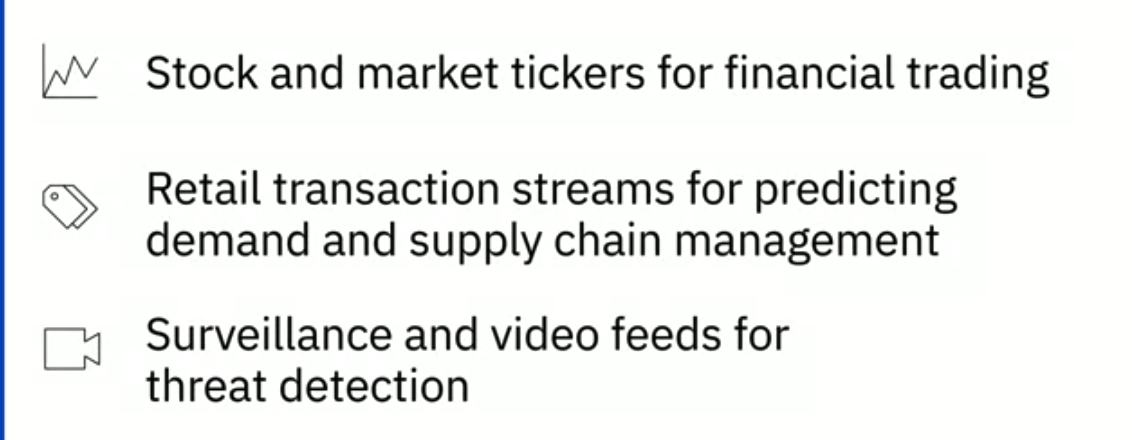 Stock and market tickers for financial trading
Retail transaction streams for predicting
demand and supply chain management
Surveillance and video feeds for
threat detection